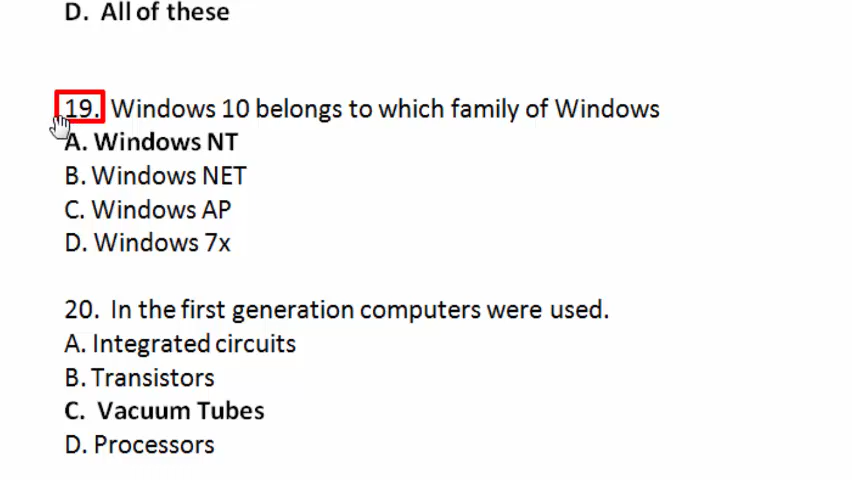 D. All of these
19. Windows 10 belongs to which family of Windows
A. Windows NT
B. Windows NET
C. Windows AP
D. Windows 7x
20. In the first generation computers were used.
A. Integrated circuits
B. Transistors
C. Vacuum Tubes
D. Processors